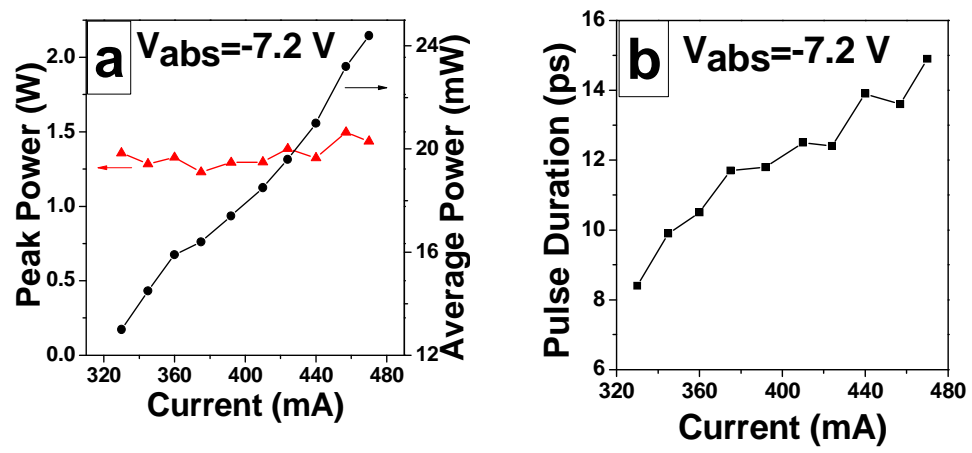 a
Vabs=-7.2 V
Peak Power (W)
2.0
1.5
1.0
0.5
0.0
24
20
16
12
Average Power (mW)
320 360 400 440 480
Current (mA)
b
Vabs=-7.2 V
Pulse Duration (ps)
16
14
12
10
8
6
320 360 400 440 480
Current (mA)